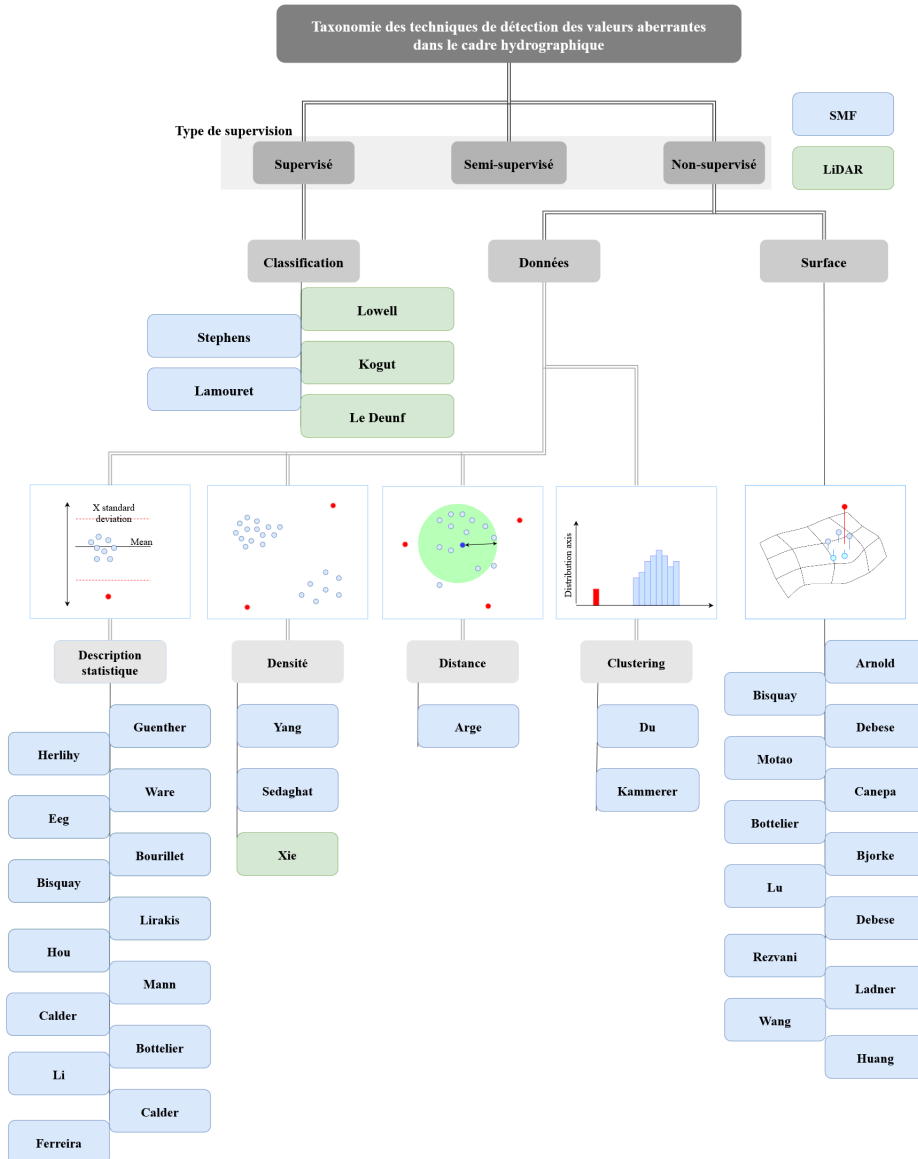 Taxonomie des techniques de détection des valeurs aberrantes
dans le cadre hydrographique
SMF
LiDAR
Type de supervision
Supervisé
Semi-supervisé
Non-supervisé
Classification
Données
Surface
Lowell
Stephens
Kogut
Lamouret
Le Deunf
X standard
deviation
Mean
Distribution axis
Description
statistique
Densité
Distance
Clustering
Guenther
Herlihy
Ware
Eeg
Bourillet
Bisquay
Lirakis
Hou
Mann
Calder
Bottelier
Li
Calder
Ferreira
Yang
Sedaghat
Xie
Arge
Du
Kammerer
Arnold
Bisquay
Debese
Motao
Canepa
Bottelier
Bjorke
Lu
Debese
Rezvani
Ladner
Wang
Huang